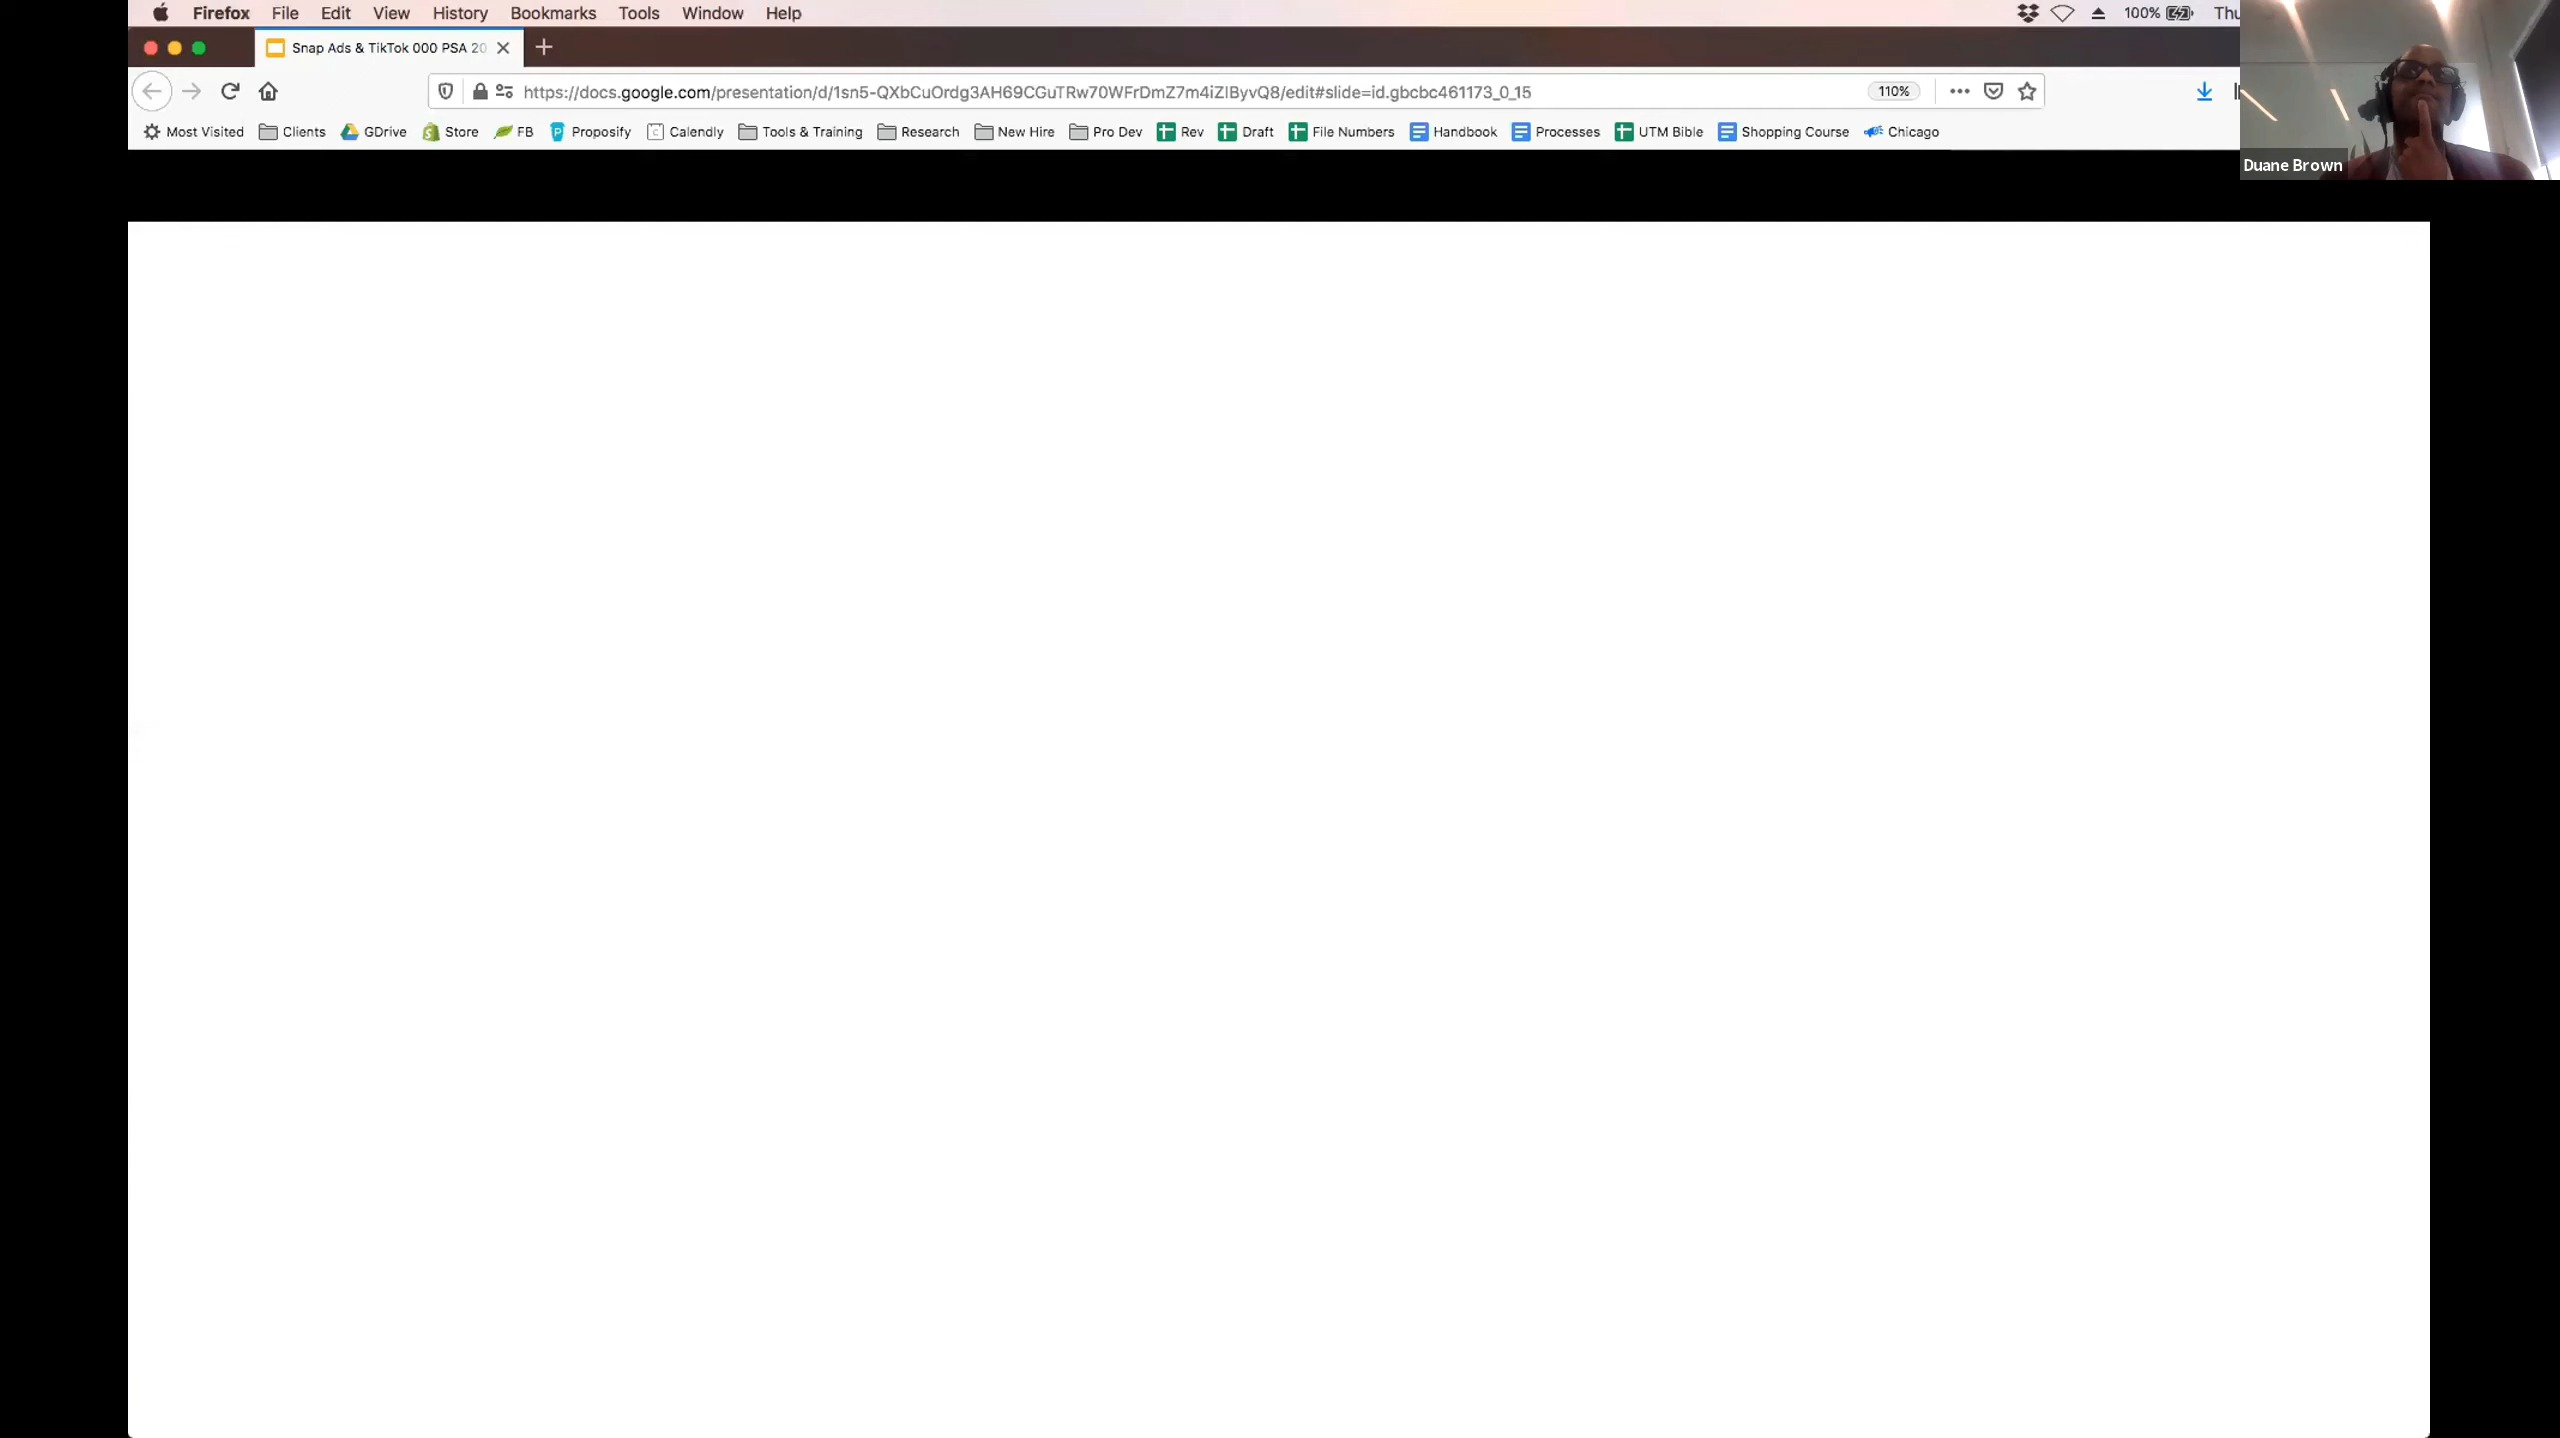 Firefox File Edit View History Bookmarks Tools Window Help 100% Thu
Snap Ads & TikTok 000 PSA 20
https://docs.google.com/presentation/d/1sn5-QXbCuOrdg3AH69CGuTRw70WFrDmZ7m4iZIByvQ8/edit#slide=id.gbcbc461173_0_15 110%
Most Visited Clients GDrive Store FB Proposify Calendly Tools & Training Research New Hire Pro Dev Rev Draft File Numbers Handbook Processes UTM Bible Shopping Course Chicago
Duane Brown